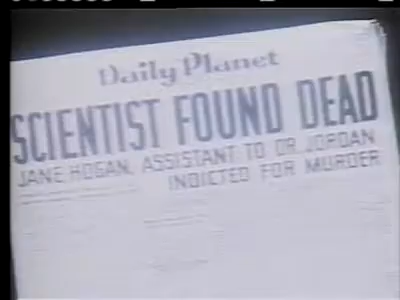 Daily Planet
SCIENTIST FOUND DEAD
JANE HOGAN, ASSISTANT TO DR. JORDAN
INDICTED FOR MURDER